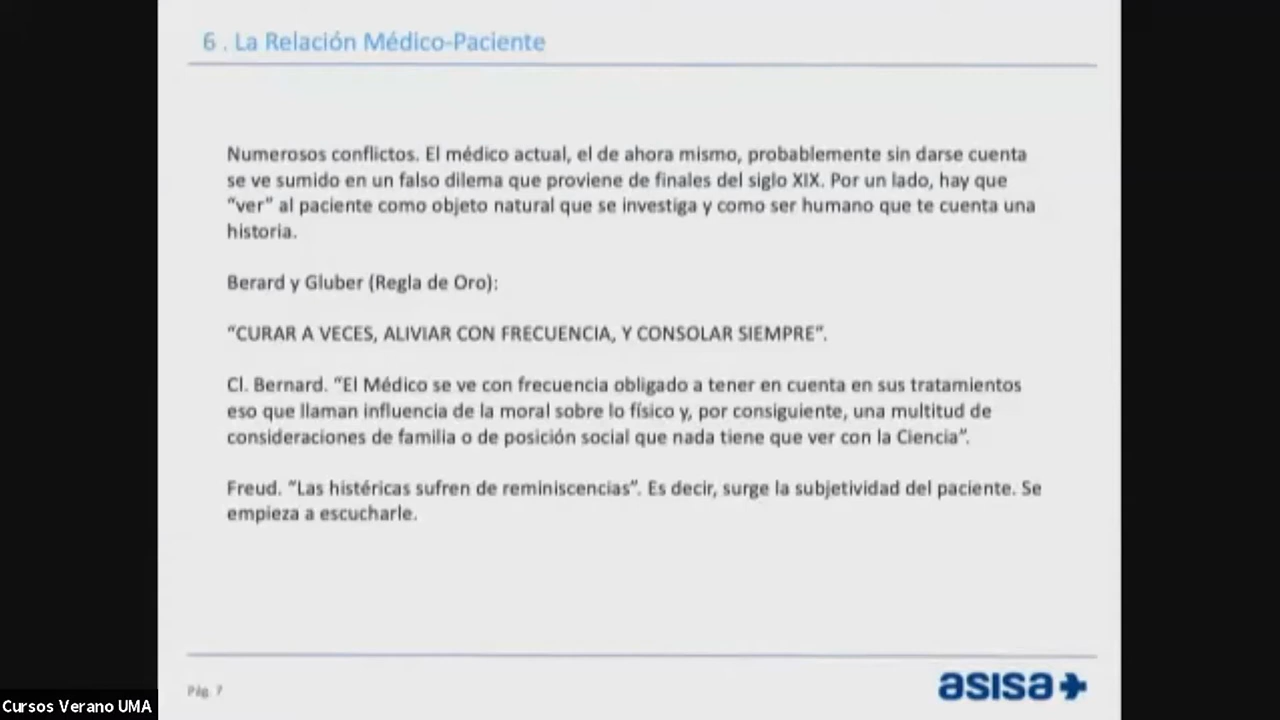 6 . La Relación Médico-Paciente
Numerosos conflictos. El médico actual, el de ahora mismo, probablemente sin darse cuenta
se ve sumido en un falso dilema que proviene de finales del siglo XIX. Por un lado, hay que
“ver” al paciente como objeto natural que se investiga y como ser humano que te cuenta una
historia.
Berard y Gluber (Regla de Oro):
“CURAR A VECES, ALIVIAR CON FRECUENCIA, Y CONSOLAR SIEMPRE”.
Cl. Bernard. “El Médico se ve con frecuencia obligado a tener en cuenta en sus tratamientos
eso que llaman influencia de la moral sobre lo físico y, por consiguiente, una multitud de
consideraciones de familia o de posición social que nada tiene que ver con la Ciencia”.
Freud. “Las histéricas sufren de reminiscencias”. Es decir, surge la subjetividad del paciente. Se
empieza a escucharle.
Pág. 7
asisa
Cursos Verano UMA